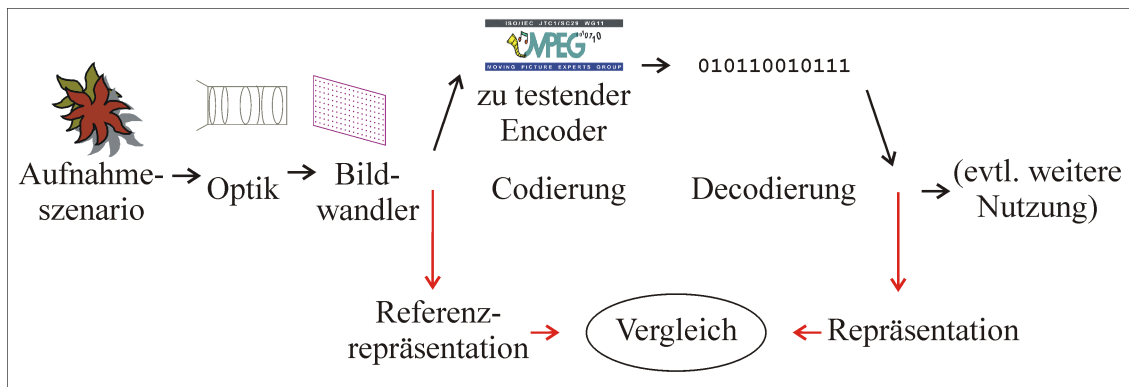 ISO/IEC JTC1/SC29 WG11
MPEG
MOVING PICTURE EXPERTS GROUP
zu testender
Encoder
010110010111
Aufnahme-
szenario
Optik
Bild-
wandler
Codierung
Decodierung
(evtl. weitere
Nutzung)
Referenz-
repräsentation
Vergleich
Repräsentation